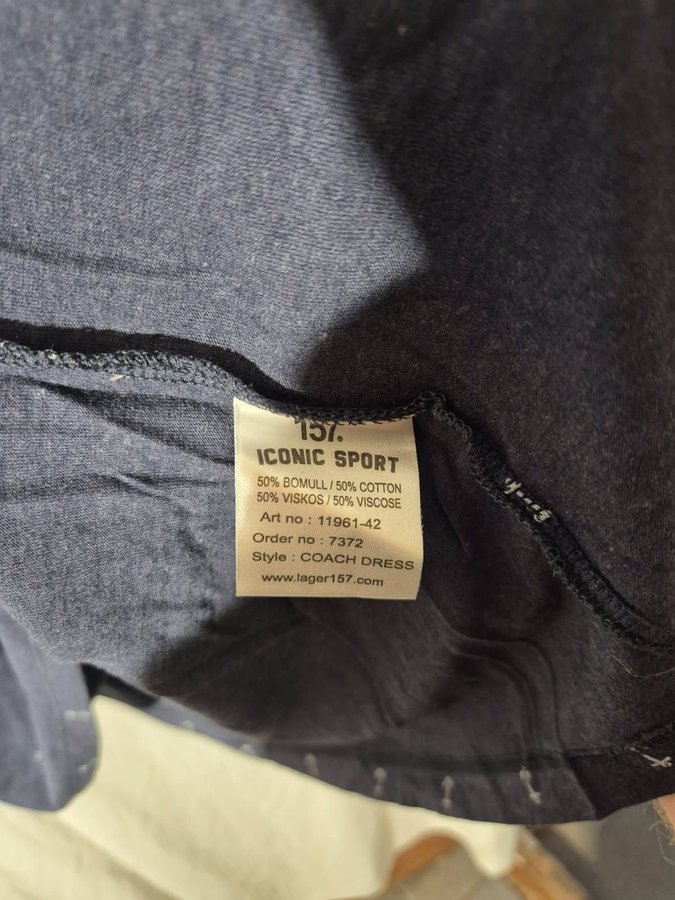 157.
ICONIC SPORT
50% BOMULL / 50% COTTON
50% VISKOS / 50% VISCOSE
Art no : 11961-42
Order no : 7372
Style : COACH DRESS
www.lager157.com